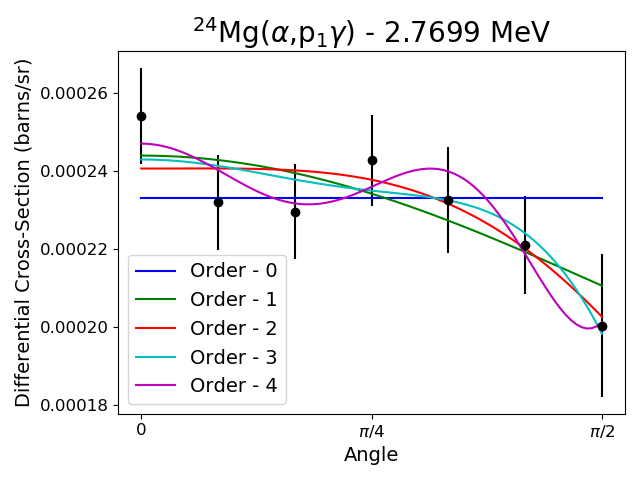 ²⁴Mg(α,p₁γ) - 2.7699 MeV
Differential Cross-Section (barns/sr)
0.00026
0.00024
0.00022
0.00020
0.00018
Order - 0
Order - 1
Order - 2
Order - 3
Order - 4
0
π/4
π/2
Angle